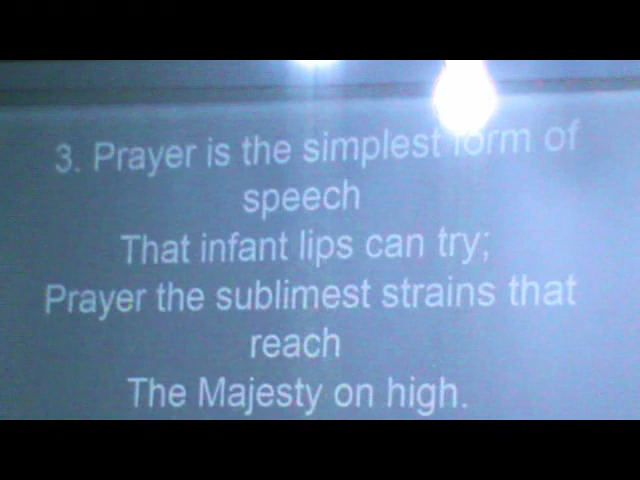 3. Prayer is the simplest form of
speech
That infant lips can try;
Prayer the sublimest strains that
reach
The Majesty on high.